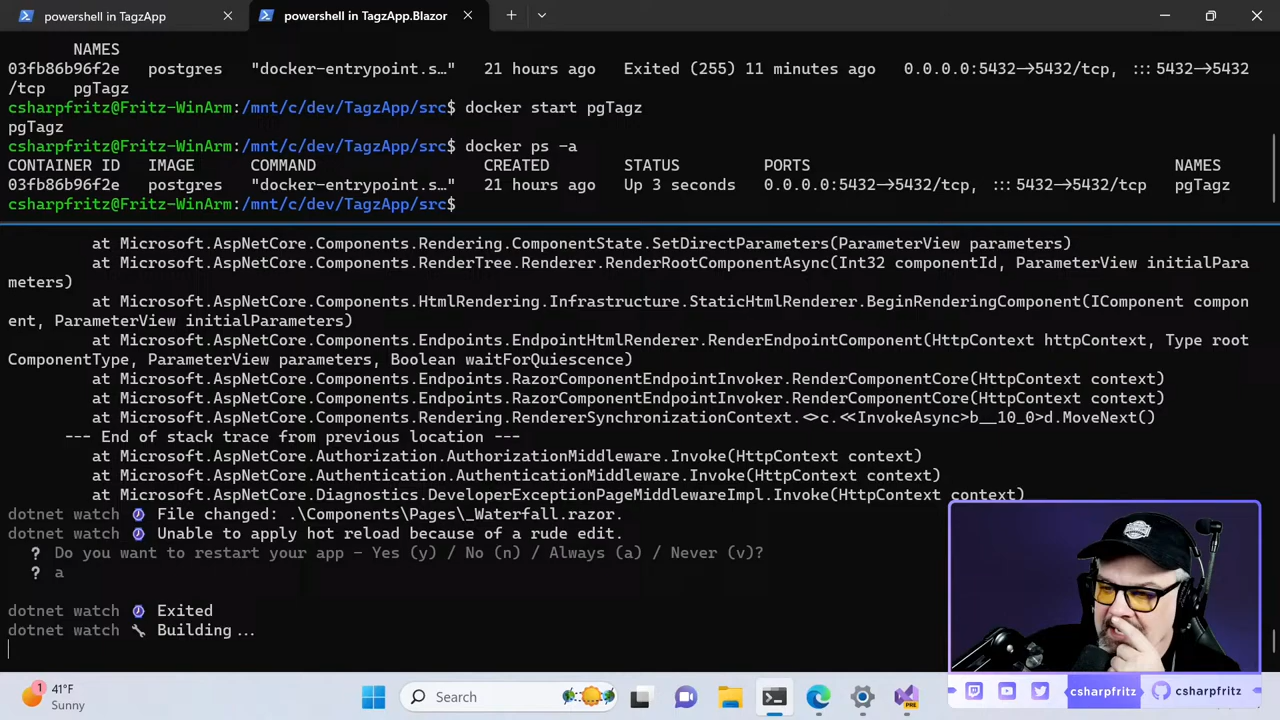 powershell in TagzApp
powershell in TagzApp.Blazor
NAMES
03fb86b96f2e postgres "docker-entrypoint.s…" 21 hours ago Exited (255) 11 minutes ago 0.0.0.0:5432->5432/tcp, :::5432->5432
/tcp pgTagz
csharpfritz@Fritz-WinArm:/mnt/c/dev/TagzApp/src$ docker start pgTagz
pgTagz
csharpfritz@Fritz-WinArm:/mnt/c/dev/TagzApp/src$ docker ps -a
CONTAINER ID IMAGE COMMAND CREATED STATUS PORTS NAMES
03fb86b96f2e postgres "docker-entrypoint.s…" 21 hours ago Up 3 seconds 0.0.0.0:5432->5432/tcp, :::5432->5432/tcp pgTagz
csharpfritz@Fritz-WinArm:/mnt/c/dev/TagzApp/src$
at Microsoft.AspNetCore.Components.Rendering.ComponentState.SetDirectParameters(ParameterView parameters)
at Microsoft.AspNetCore.Components.RenderTree.Renderer.RenderRootComponentAsync(Int32 componentId, ParameterView initialPara
meters)
at Microsoft.AspNetCore.Components.HtmlRendering.Infrastructure.StaticHtmlRenderer.BeginRenderingComponent(IComponent compon
ent, ParameterView initialParameters)
at Microsoft.AspNetCore.Components.Endpoints.EndpointHtmlRenderer.RenderEndpointComponent(HttpContext httpContext, Type root
ComponentType, ParameterView parameters, Boolean waitForQuiescence)
at Microsoft.AspNetCore.Components.Endpoints.RazorComponentEndpointInvoker.RenderComponentCore(HttpContext context)
at Microsoft.AspNetCore.Components.Endpoints.RazorComponentEndpointInvoker.RenderComponentCore(HttpContext context)
at Microsoft.AspNetCore.Components.Rendering.RendererSynchronizationContext.<>c.<<InvokeAsync>b__10_0>d.MoveNext()
--- End of stack trace from previous location ---
at Microsoft.AspNetCore.Authorization.AuthorizationMiddleware.Invoke(HttpContext context)
at Microsoft.AspNetCore.Authentication.AuthenticationMiddleware.Invoke(HttpContext context)
at Microsoft.AspNetCore.Diagnostics.DeveloperExceptionPageMiddlewareImpl.Invoke(HttpContext context)
dotnet watch File changed: .\Components\Pages\_Waterfall.razor.
dotnet watch Unable to apply hot reload because of a rude edit.
? Do you want to restart your app - Yes (y) / No (n) / Always (a) / Never (v)?
? a
dotnet watch Exited
dotnet watch Building...
csharpfritz csharpfritz
1 41°F
Sunny
Search
PRE